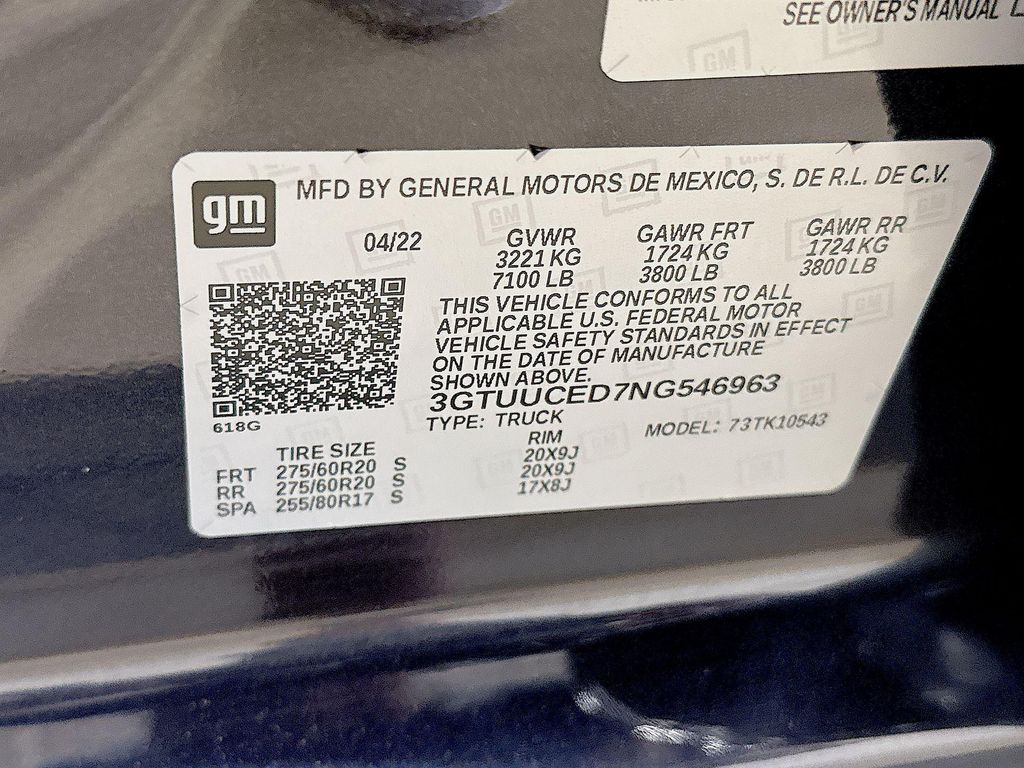 SEE OWNER'S MANUAL
gm
MFD BY GENERAL MOTORS DE MEXICO, S. DE R.L. DE C.V.
04/22 GVWR GAWR FRT GAWR RR
3221 KG 1724 KG 1724 KG
7100 LB 3800 LB 3800 LB
THIS VEHICLE CONFORMS TO ALL
APPLICABLE U.S. FEDERAL MOTOR
VEHICLE SAFETY STANDARDS IN EFFECT
ON THE DATE OF MANUFACTURE
SHOWN ABOVE.
3GTUUCED7NG546963
618G
TYPE: TRUCK MODEL: 73TK10543
TIRE SIZE RIM
FRT 275/60R20 S 20X9J
RR 275/60R20 S 20X9J
SPA 255/80R17 S 17X8J